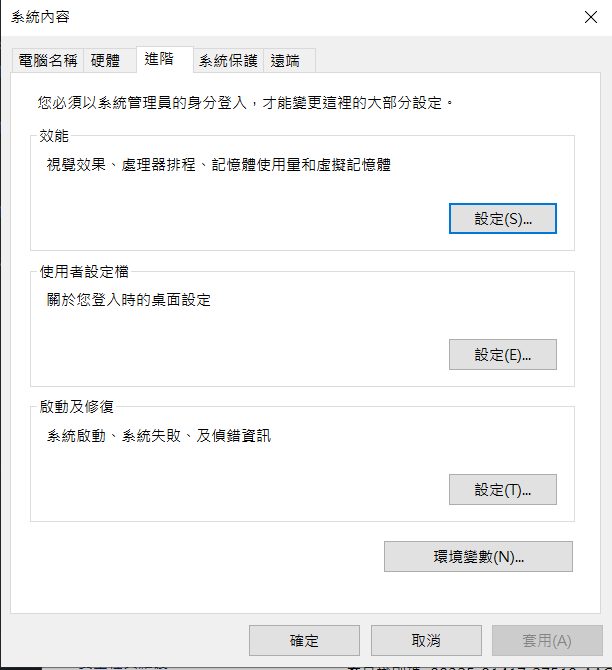 系統內容
電腦名稱 硬體 進階 系統保護 遠端
您必須以系統管理員的身分登入，才能變更這裡的大部分設定。
效能
視覺效果、處理器排程、記憶體使用量和虛擬記憶體
設定(S)...
使用者設定檔
關於您登入時的桌面設定
設定(E)...
啟動及修復
系統啟動、系統失敗、及偵錯資訊
設定(T)...
環境變數(N)...
確定 取消 套用(A)